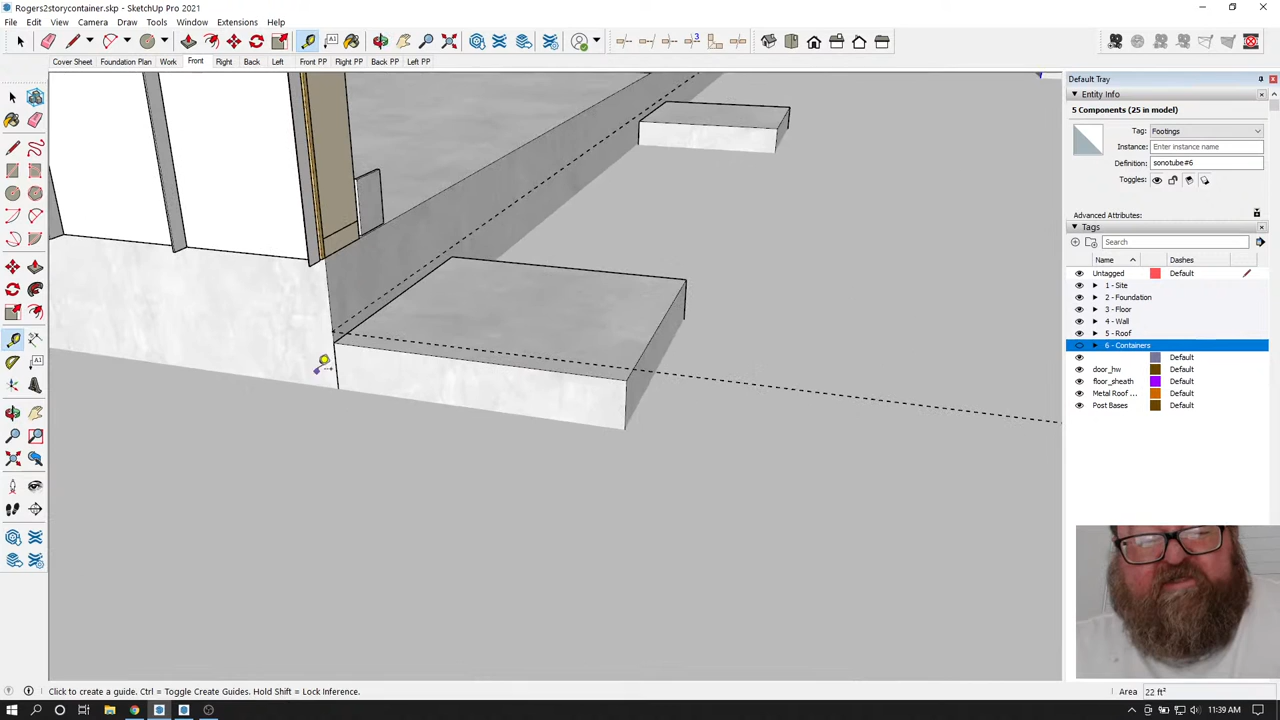 Rogers2storycontainer.skp - SketchUp Pro 2021
File Edit View Camera Draw Tools Window Extensions Help
3
Cover Sheet Foundation Plan Work Front Right Back Left Front PP Right PP Back PP Left PP
Default Tray
Entity Info
5 Components (25 in model)
Tag: Footings
Instance: Enter instance name
Definition: sonotube#6
Toggles:
Advanced Attributes:
Tags
Search
Name Dashes
Untagged Default
1 - Site
2 - Foundation
3 - Floor
4 - Wall
5 - Roof
6 - Containers
Default
door_hw Default
floor_sheath Default
Metal Roof ... Default
Post Bases Default
Click to create a guide. Ctrl = Toggle Create Guides. Hold Shift = Lock Inference.
Area 22 ft²
11:39 AM